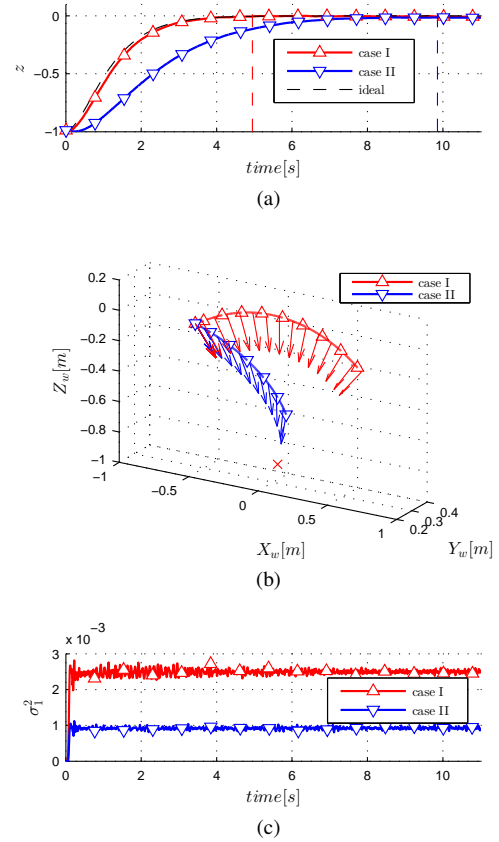 0
−0.5
−1
z
0
2
4
6
8
10
time[s]
case I
case II
ideal
(a)
0.2
0
−0.2
−0.4
−0.6
−0.8
−1
Z_w[m]
−1
−0.5
0
0.5
1
X_w[m]
0.2
0.3
0.4
Y_w[m]
case I
case II
(b)
x 10^−3
3
2
1
0
σ_1^2
0
2
4
6
8
10
time[s]
case I
case II
(c)